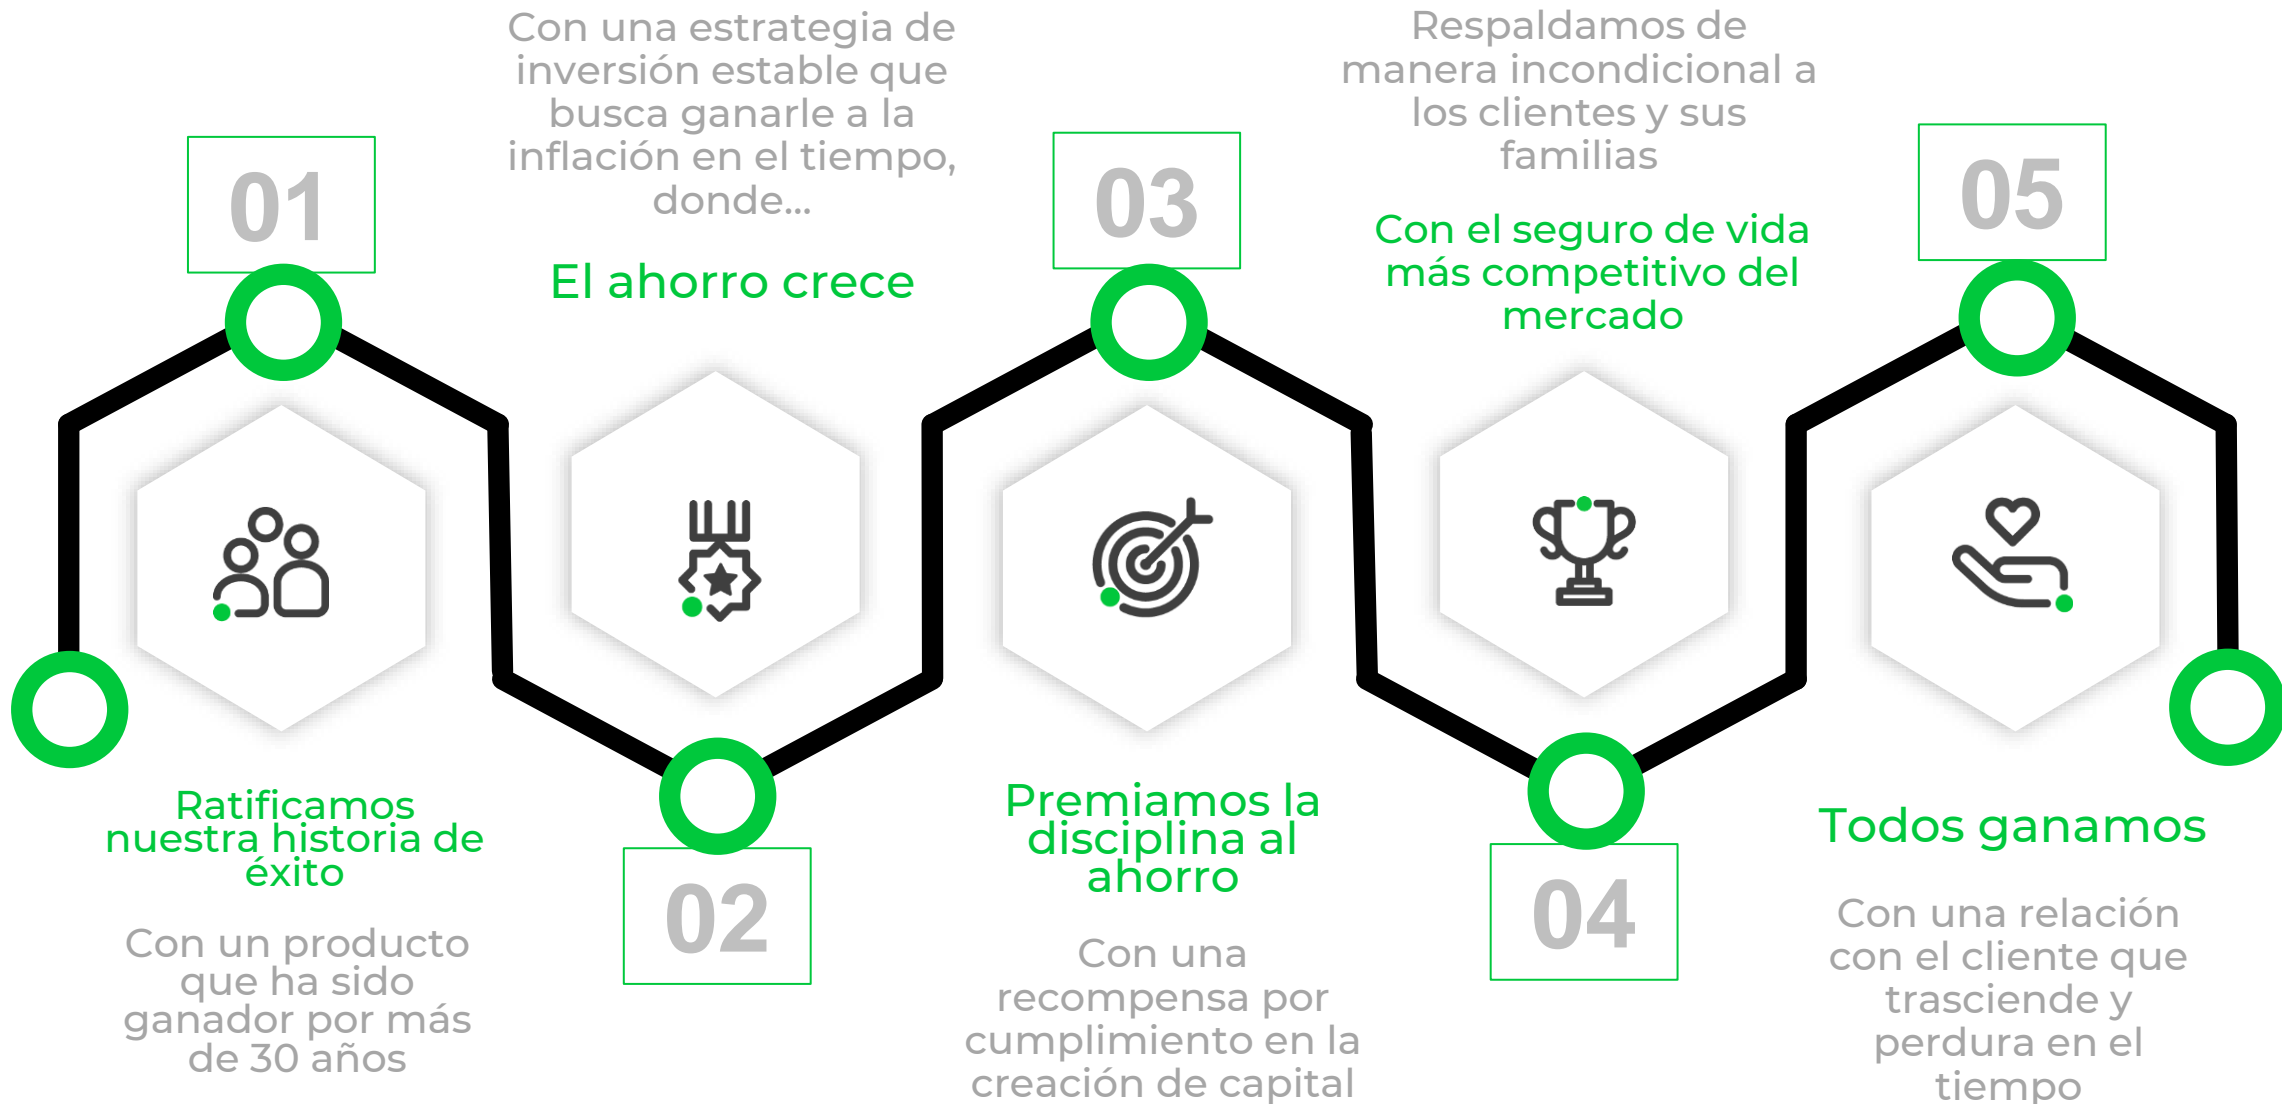 01
Ratificamos
nuestra historia de
éxito
Con un producto
que ha sido
ganador por más
de 30 años
Con una estrategia de
inversión estable que
busca ganarle a la
inflación en el tiempo,
donde...
El ahorro crece
02
03
Premiamos la
disciplina al
ahorro
Con una
recompensa por
cumplimiento en la
creación de capital
Respaldamos de
manera incondicional a
los clientes y sus
familias
Con el seguro de vida
más competitivo del
mercado
04
05
Todos ganamos
Con una relación
con el cliente que
trasciende y
perdura en el
tiempo